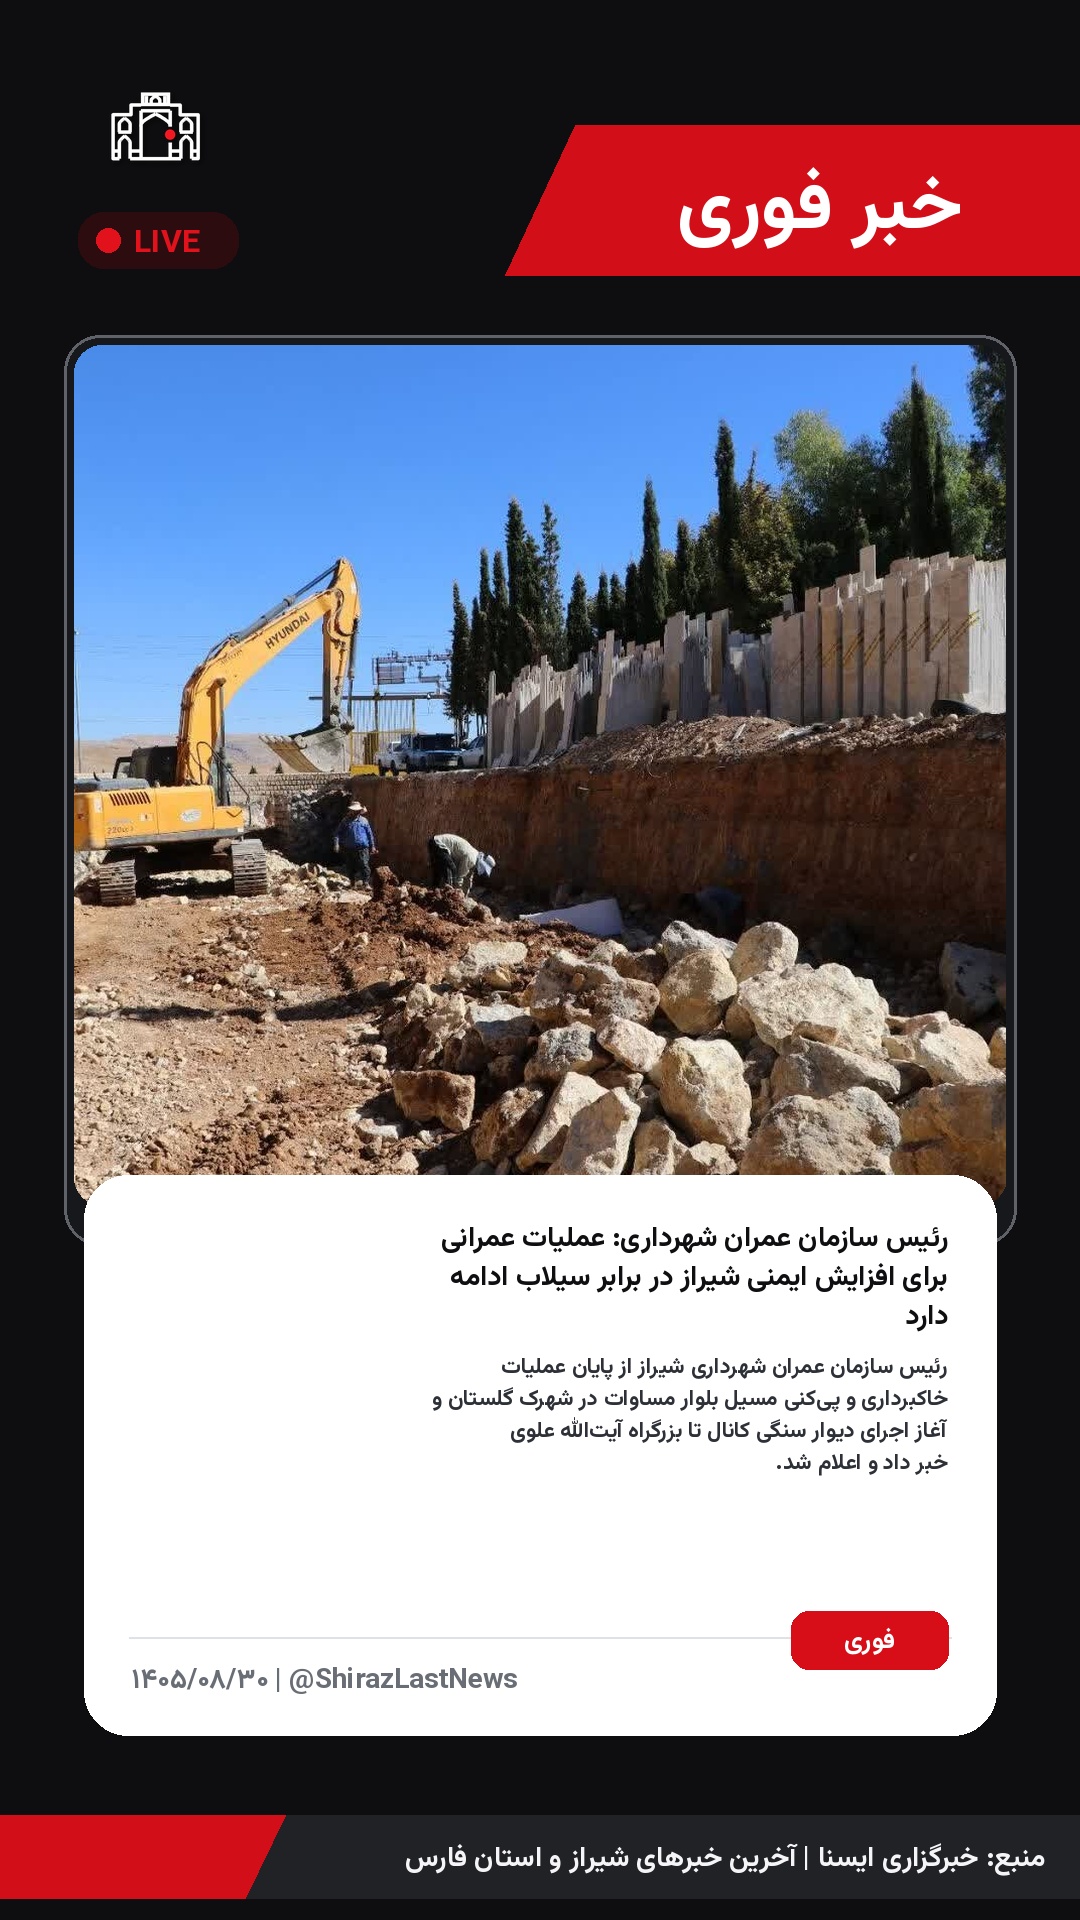 خبر فوری
LIVE
HYUNDAI
رئیس سازمان عمران شهرداری: عملیات عمرانی
برای افزایش ایمنی شیراز در برابر سیلاب ادامه
دارد
رئیس سازمان عمران شهرداری شیراز از پایان عملیات
خاکبرداری و پی‌کنی مسیل بلوار مساوات در شهرک گلستان و
آغاز اجرای دیوار سنگی کانال تا بزرگراه آیت‌الله علوی
خبر داد و اعلام شد.
فوری
۱۴۰۵/۰۸/۳۰ | @ShirazLastNews
منبع: خبرگزاری ایسنا | آخرین خبرهای شیراز و استان فارس